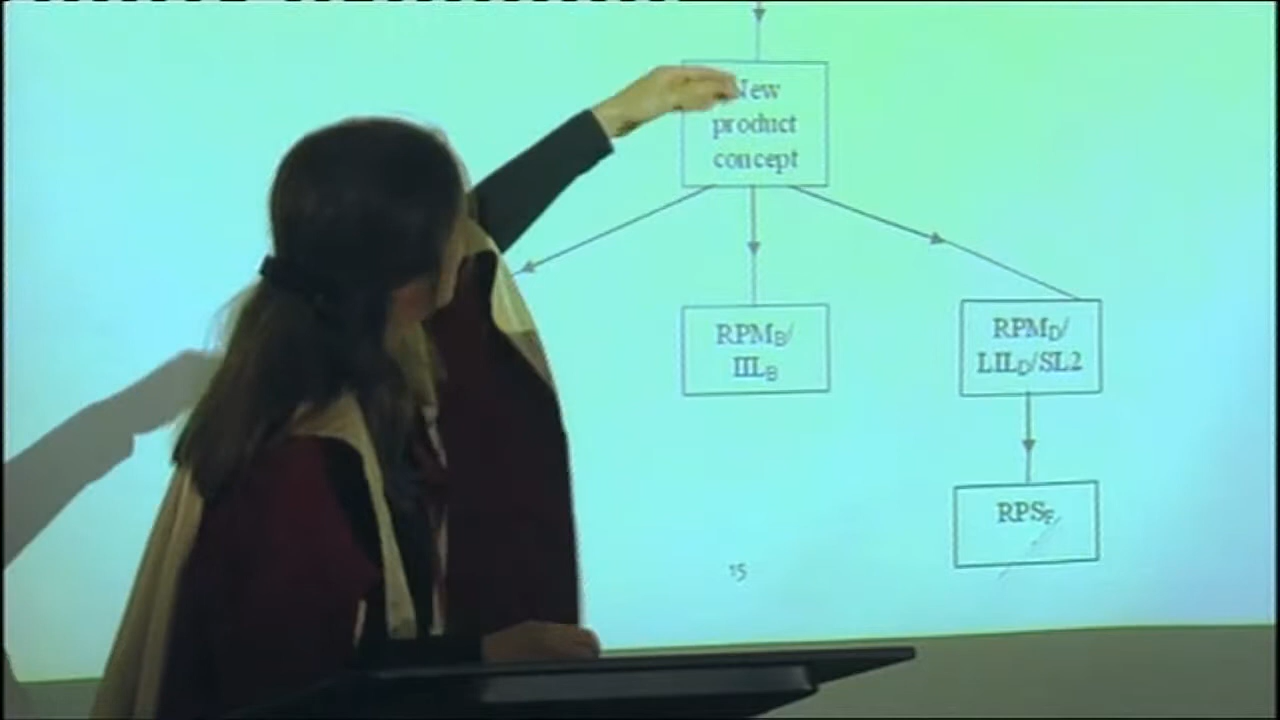 New
product
concept
RPMB/
IILB
RPMD/
LILD/SL2
RPSF
15